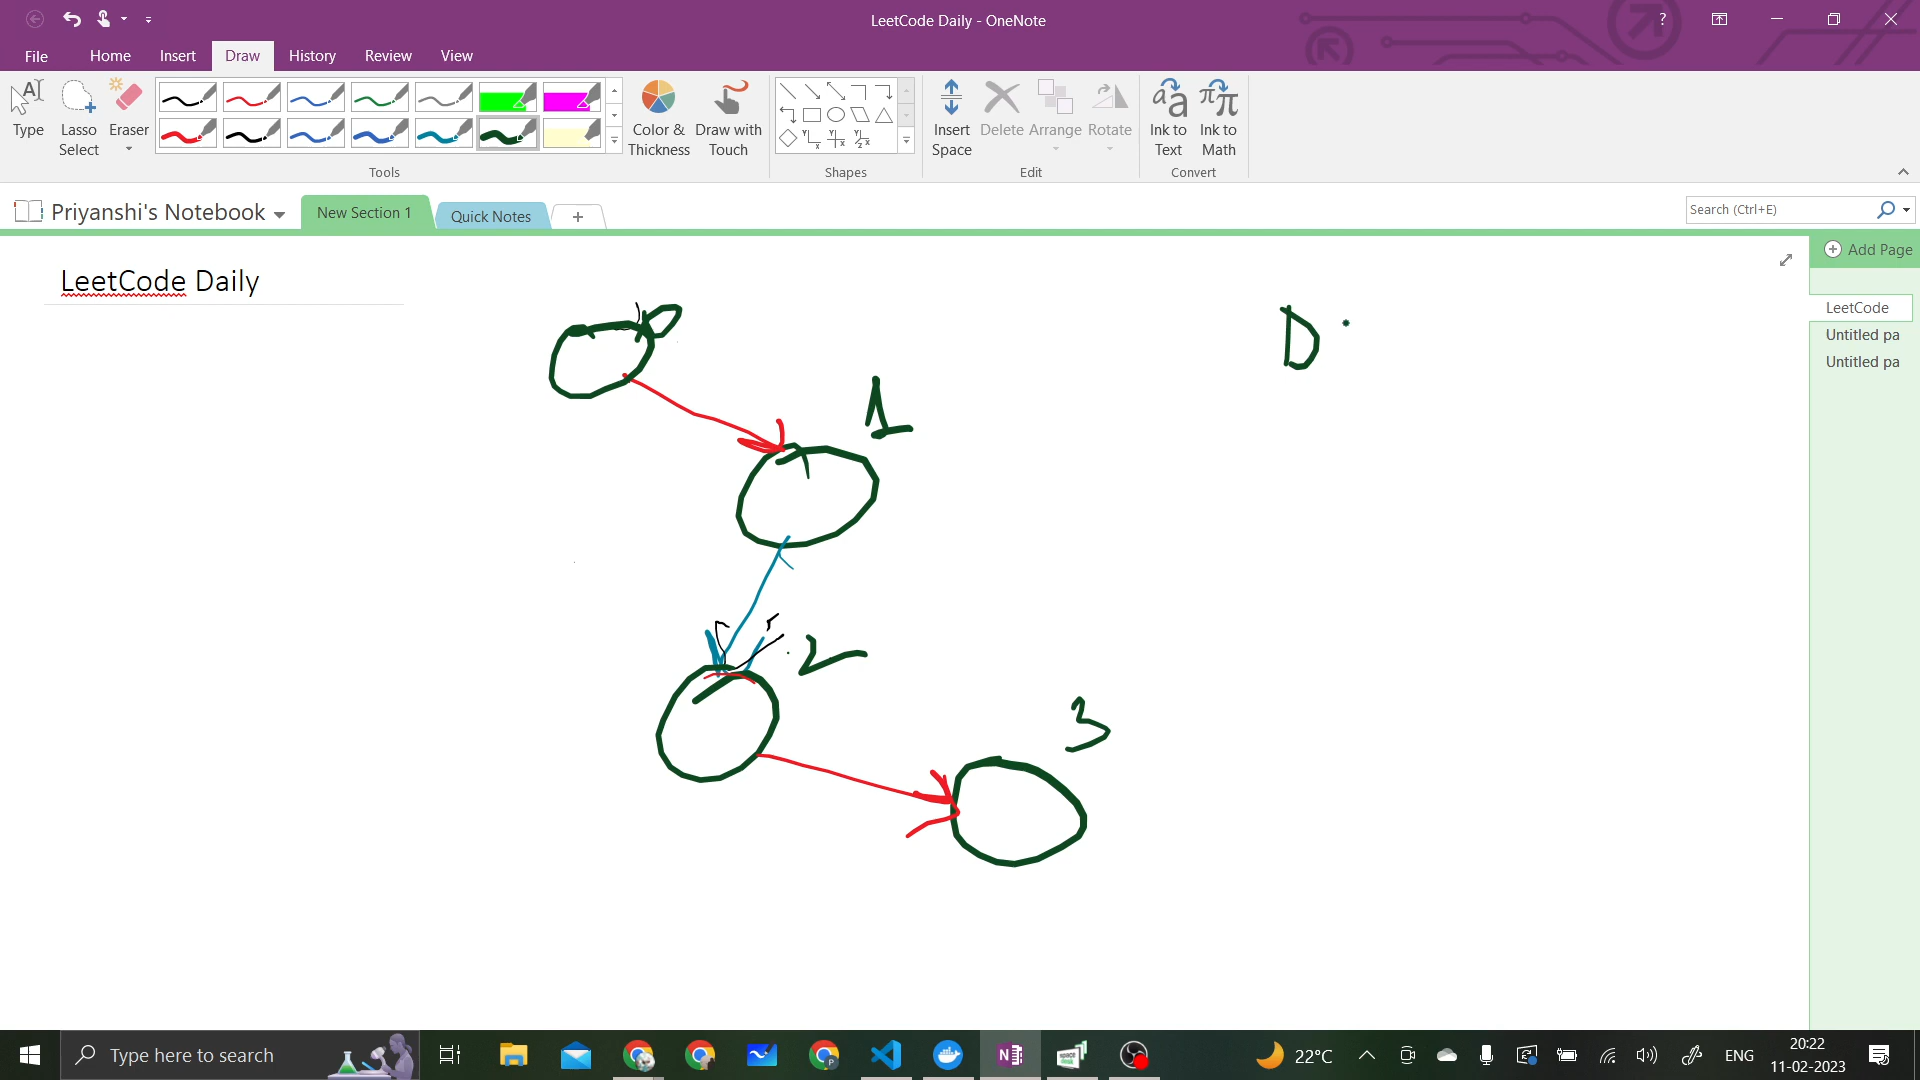 LeetCode Daily - OneNote
?
File
Home
Insert
Draw
History
Review
View
Type
Lasso Select
Eraser
Color & Thickness
Draw with Touch
Insert Space
Delete
Arrange
Rotate
Ink to Text
Ink to Math
Tools
Shapes
Edit
Convert
Priyanshi's Notebook
New Section 1
Quick Notes
+
Search (Ctrl+E)
Add Page
LeetCode
Untitled pa
Untitled pa
LeetCode Daily
0
D
1
2
3
Type here to search
22°C
ENG
20:22
11-02-2023